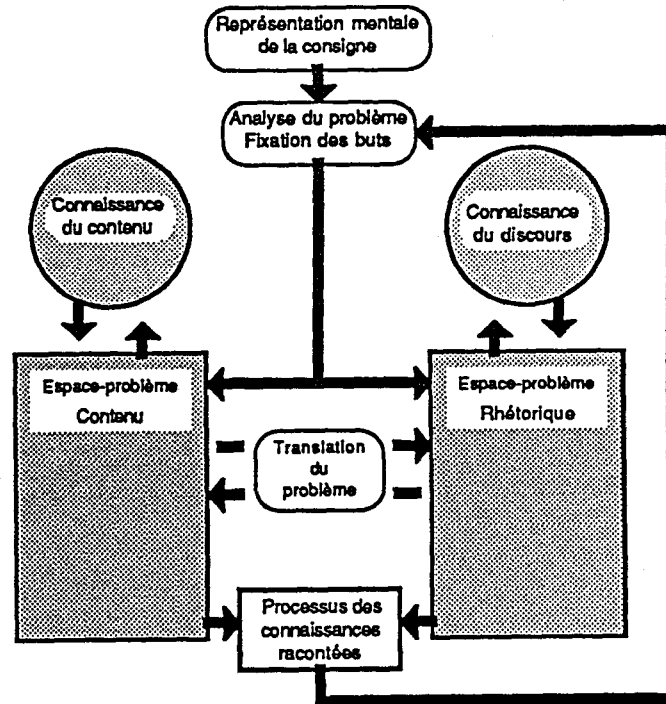 Représentation mentale
de la consigne
Analyse du problème
Fixation des buts
Connaissance
du contenu
Connaissance
du discours
Espace-problème
Contenu
Espace-problème
Rhétorique
Translation
du
problème
Processus des
connaissances
racontées